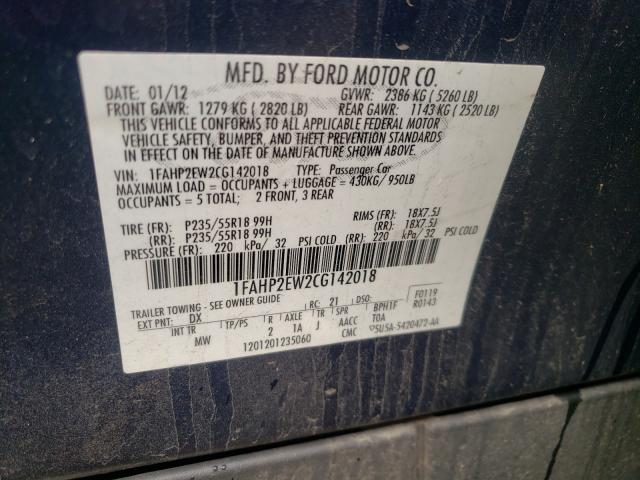 MFD. BY FORD MOTOR CO.
DATE: 01/12 GVWR: 2386 KG ( 5260 LB)
FRONT GAWR: 1279 KG ( 2820 LB) REAR GAWR: 1143 KG ( 2520 LB)
THIS VEHICLE CONFORMS TO ALL APPLICABLE FEDERAL MOTOR
VEHICLE SAFETY, BUMPER, AND THEFT PREVENTION STANDARDS
IN EFFECT ON THE DATE OF MANUFACTURE SHOWN ABOVE.
VIN: 1FAHP2EW2CG142018 TYPE: Passenger Car
MAXIMUM LOAD = OCCUPANTS + LUGGAGE = 430KG/ 950LB
OCCUPANTS = 5 TOTAL; 2 FRONT, 3 REAR
TIRE (FR): P235/55R18 99H RIMS (FR): 18X7.5J
(RR): P235/55R18 99H (RR): 18X7.5J
PRESSURE (FR): 220 kPa/ 32 PSI COLD (RR): 220 kPa/ 32 PSI COLD
1FAHP2EW2CG142018
TRAILER TOWING - SEE OWNER GUIDE RC: 21 DSO: F0119
EXT PNT: DX R AXLE TR SPR BPHTF R0143
INT TR TP/PS 2 1A J AACC TOA
MW 1201201235060 CMC 5U5A-5420472-AA